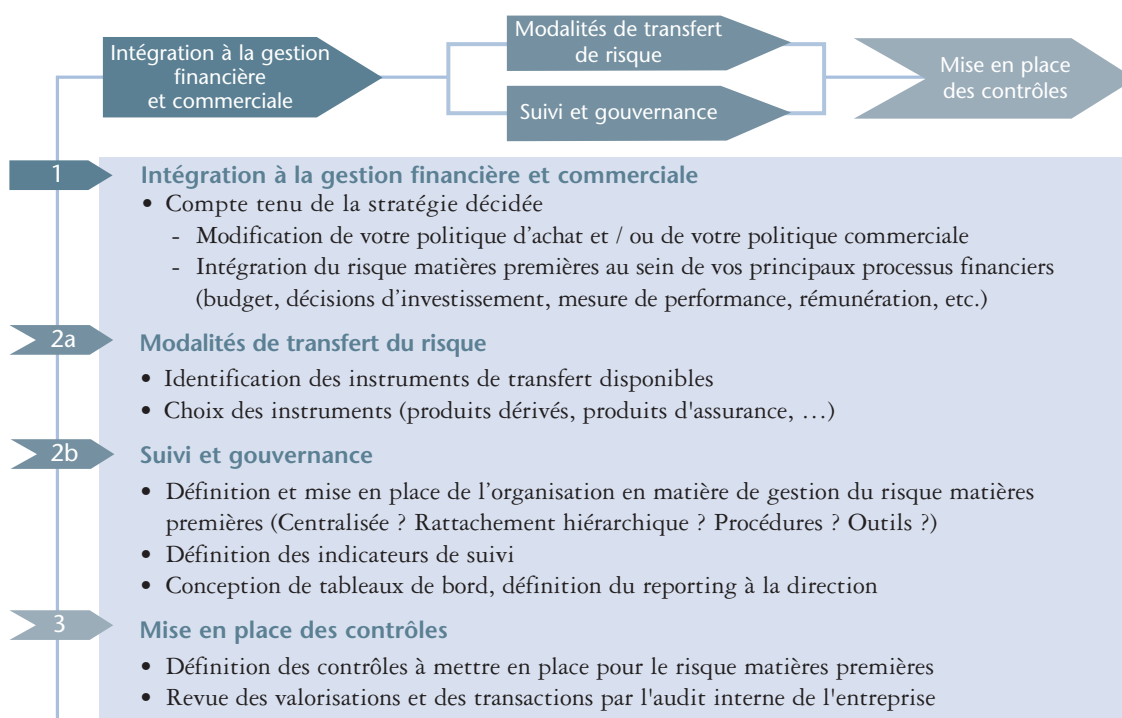 Intégration à la gestion
financière
et commerciale
Modalités de transfert
de risque
Suivi et gouvernance
Mise en place
des contrôles
1
Intégration à la gestion financière et commerciale
• Compte tenu de la stratégie décidée
- Modification de votre politique d’achat et / ou de votre politique commerciale
- Intégration du risque matières premières au sein de vos principaux processus financiers
(budget, décisions d’investissement, mesure de performance, rémunération, etc.)
2a
Modalités de transfert du risque
• Identification des instruments de transfert disponibles
• Choix des instruments (produits dérivés, produits d'assurance, …)
2b
Suivi et gouvernance
• Définition et mise en place de l’organisation en matière de gestion du risque matières
premières (Centralisée ? Rattachement hiérarchique ? Procédures ? Outils ?)
• Définition des indicateurs de suivi
• Conception de tableaux de bord, définition du reporting à la direction
3
Mise en place des contrôles
• Définition des contrôles à mettre en place pour le risque matières premières
• Revue des valorisations et des transactions par l'audit interne de l'entreprise